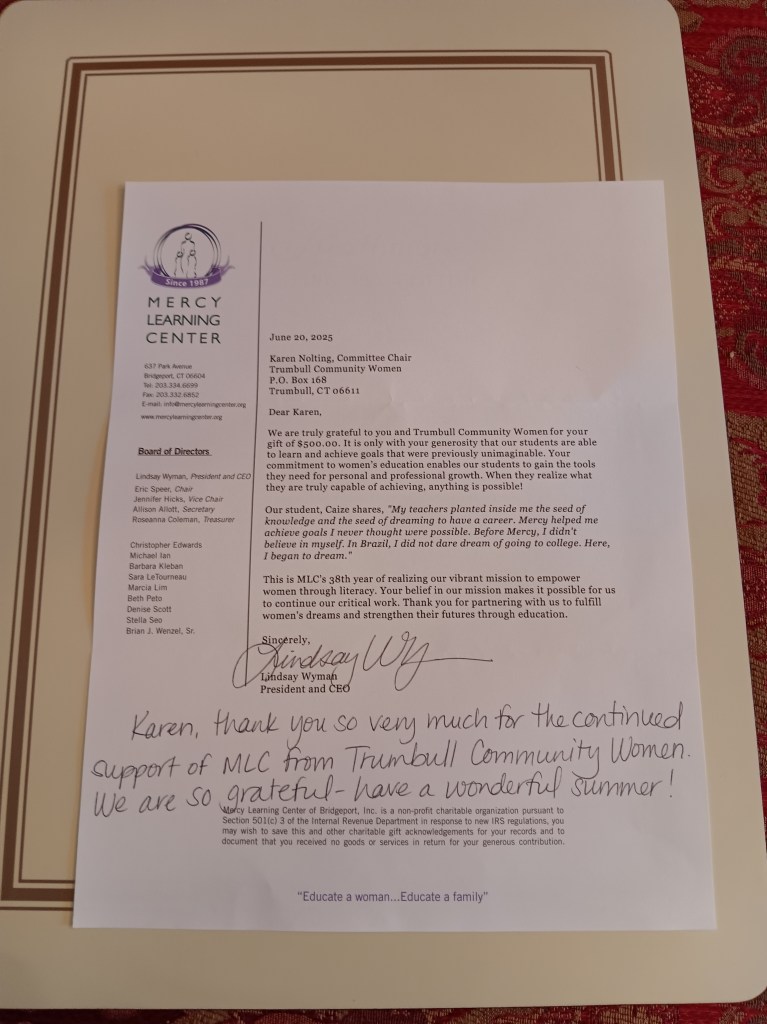 Since 1987
MERCY
LEARNING
CENTER
637 Park Avenue
Bridgeport, CT 06604
Tel: 203.334.6699
Fax: 203.332.6852
E-mail: info@mercylearningcenter.org
www.mercylearningcenter.org
Board of Directors
Lindsay Wyman, President and CEO
Eric Speer, Chair
Jennifer Hicks, Vice Chair
Allison Allott, Secretary
Roseanna Coleman, Treasurer
Christopher Edwards
Michael Ian
Barbara Kleban
Sara LeTourneau
Marcia Lim
Beth Peto
Denise Scott
Stella Seo
Brian J. Wenzel, Sr.
June 20, 2025
Karen Nolting, Committee Chair
Trumbull Community Women
P.O. Box 168
Trumbull, CT 06611
Dear Karen,
We are truly grateful to you and Trumbull Community Women for your
gift of $500.00. It is only with your generosity that our students are able
to learn and achieve goals that were previously unimaginable. Your
commitment to women's education enables our students to gain the tools
they need for personal and professional growth. When they realize what
they are truly capable of achieving, anything is possible!
Our student, Caize shares, "My teachers planted inside me the seed of
knowledge and the seed of dreaming to have a career. Mercy helped me
achieve goals I never thought were possible. Before Mercy, I didn't
believe in myself. In Brazil, I did not dare dream of going to college. Here,
I began to dream."
This is MLC's 38th year of realizing our vibrant mission to empower
women through literacy. Your belief in our mission makes it possible for us
to continue our critical work. Thank you for partnering with us to fulfill
women's dreams and strengthen their futures through education.
Sincerely,
Lindsay Wy
Lindsay Wyman
President and CEO
Karen, thank you so very much for the continued
support of MLC from Trumbull Community Women.
We are so grateful - have a wonderful summer!
Mercy Learning Center of Bridgeport, Inc. is a non-profit charitable organization pursuant to
Section 501(c) 3 of the Internal Revenue Department in response to new IRS regulations, you
may wish to save this and other charitable gift acknowledgements for your records and to
document that you received no goods or services in return for your generous contribution.
"Educate a woman...Educate a family"